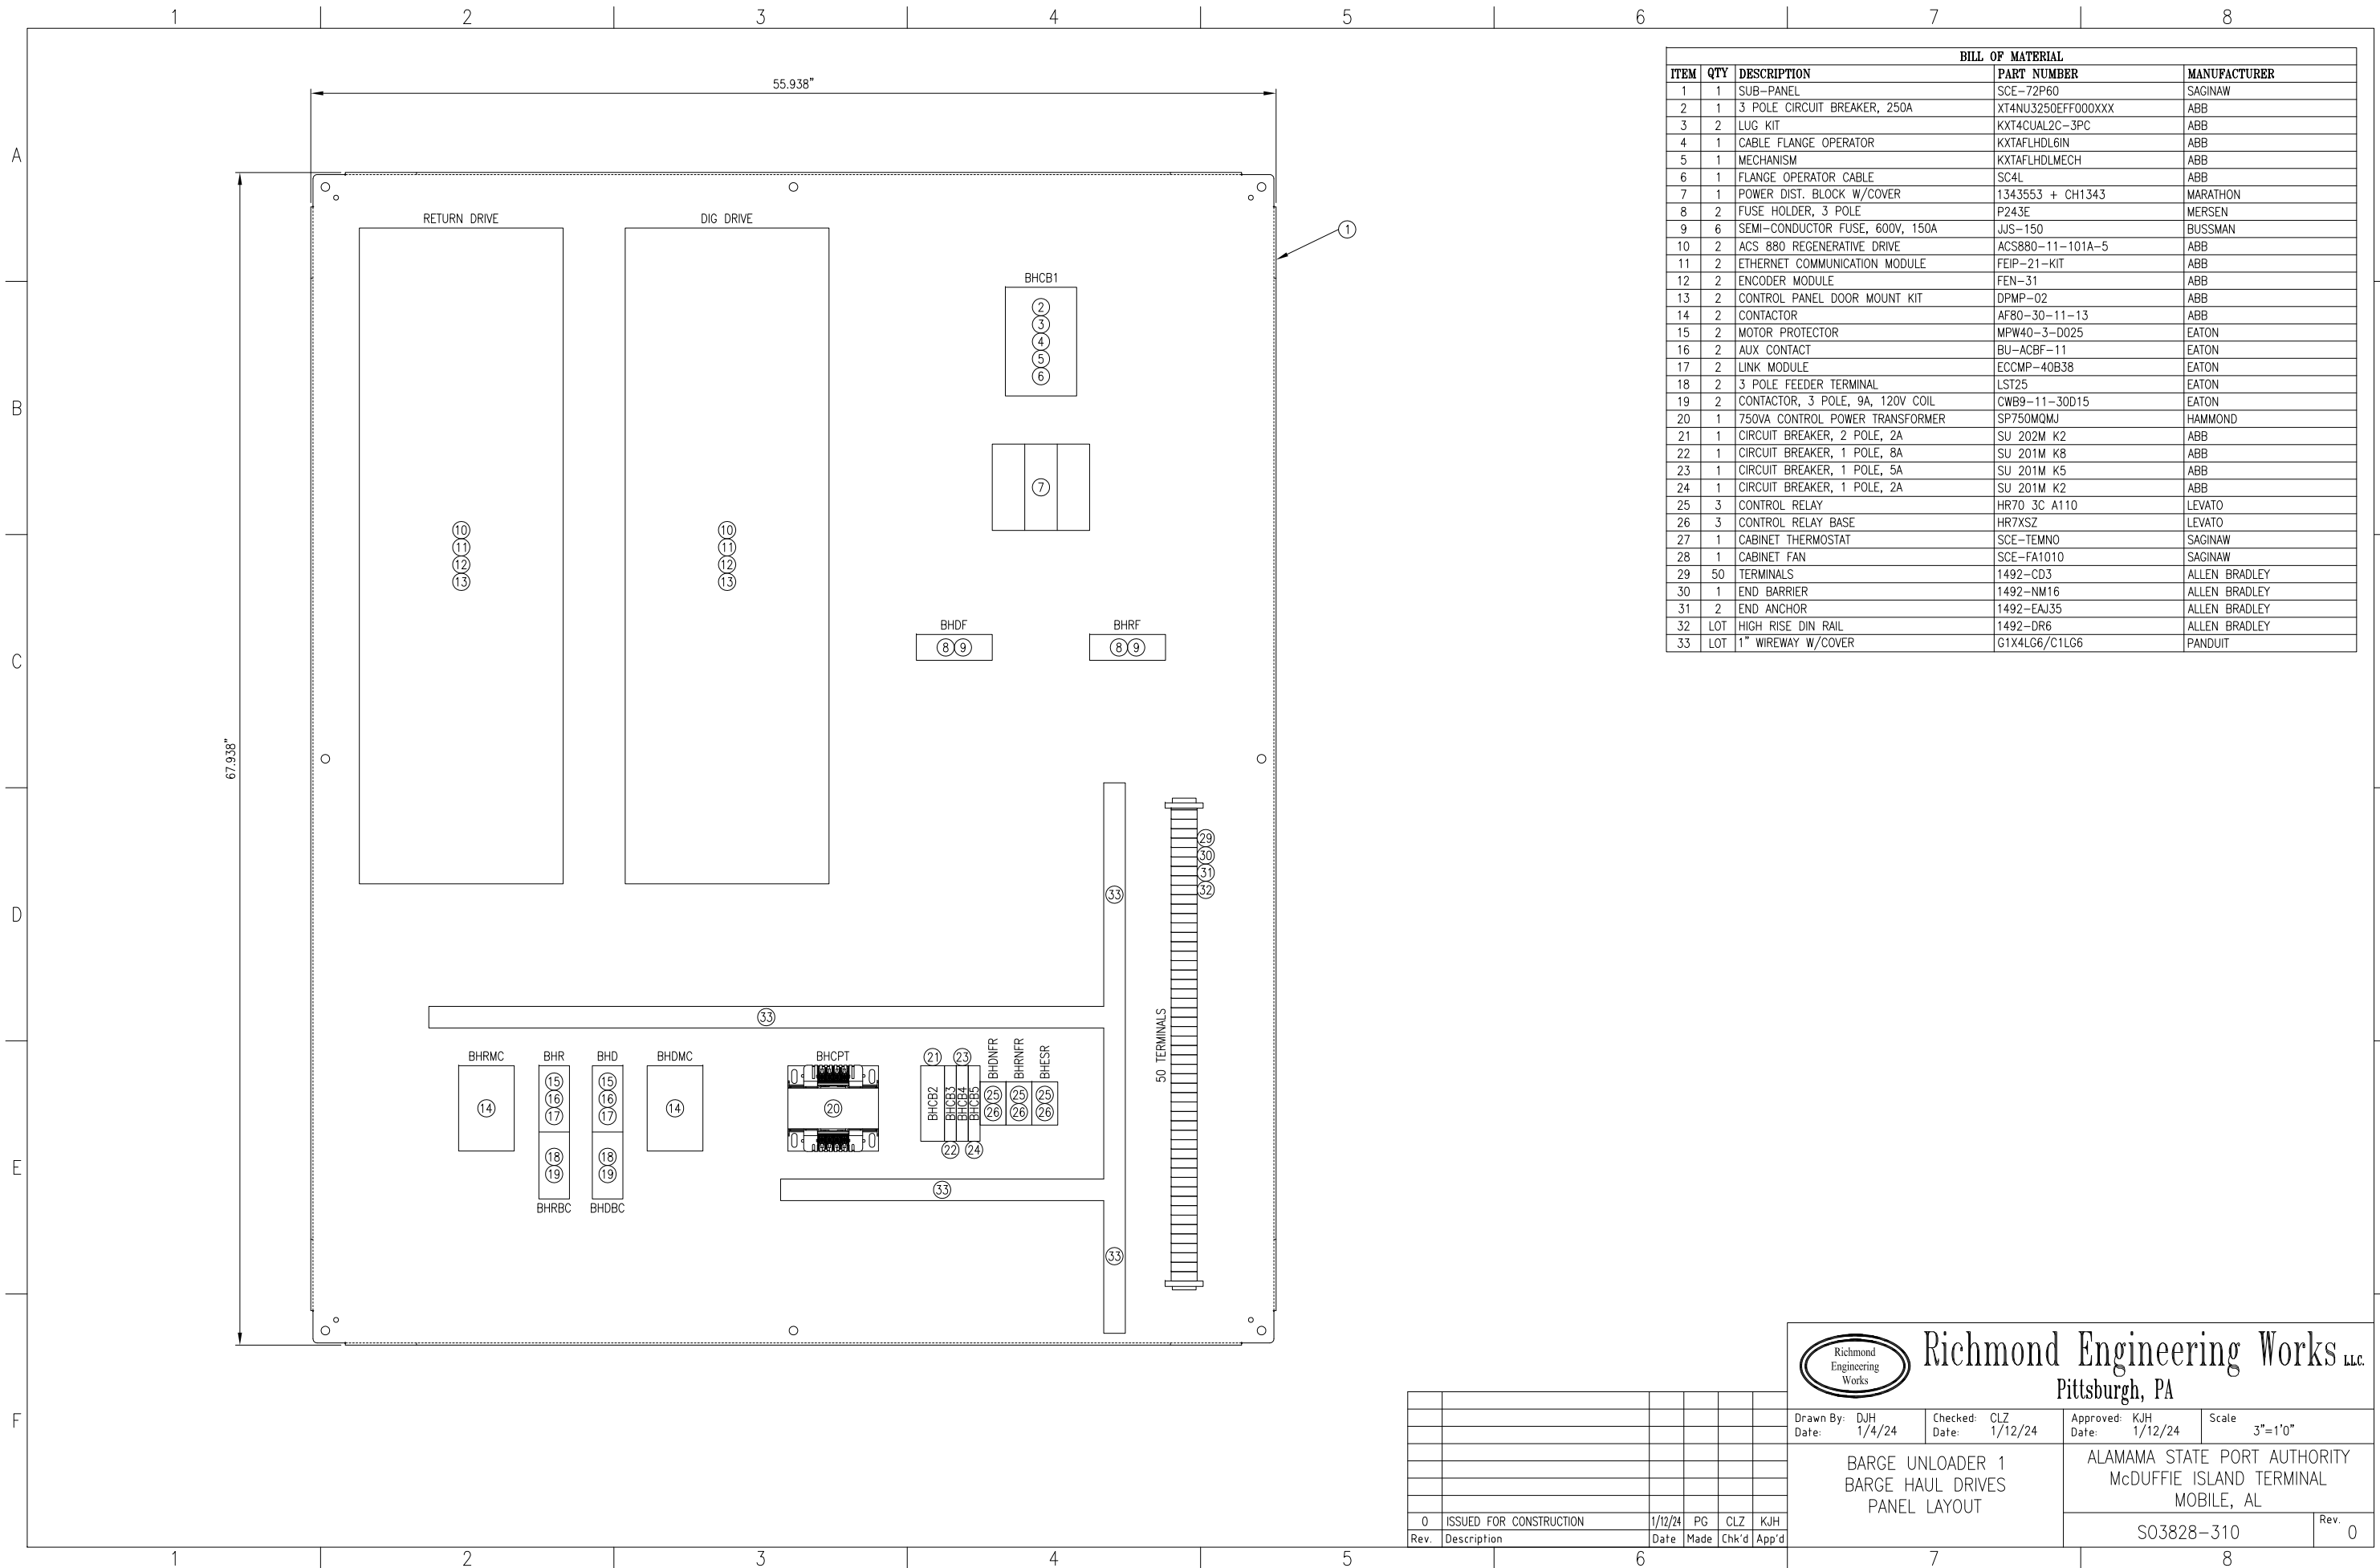 1 2 3 4 5 6 7 8
A
B
C
D
E
F
55.938"
67.938"
RETURN DRIVE
DIG DRIVE
1
BHCB1
2
3
4
5
6
7
10
11
12
13
10
11
12
13
BHDF
8 9
BHRF
8 9
33
29
30
31
32
50 TERMINALS
33
BHRMC
14
BHR
15
16
17
18
19
BHRBC
BHD
15
16
17
18
19
BHDBC
BHDMC
14
BHCPT
20
21
23
BHCB2
BHCB3
BHCB4
BHCB5
22
24
BHDNFR
BHRNFR
BHESR
25 25 25
26 26 26
33
33
BILL OF MATERIAL
ITEM QTY DESCRIPTION PART NUMBER MANUFACTURER
1 1 SUB-PANEL SCE-72P60 SAGINAW
2 1 3 POLE CIRCUIT BREAKER, 250A XT4NU3250EFF000XXX ABB
3 2 LUG KIT KXT4CUAL2C-3PC ABB
4 1 CABLE FLANGE OPERATOR KXTAFLHDL6IN ABB
5 1 MECHANISM KXTAFLHDLMECH ABB
6 1 FLANGE OPERATOR CABLE SC4L ABB
7 1 POWER DIST. BLOCK W/COVER 1343553 + CH1343 MARATHON
8 2 FUSE HOLDER, 3 POLE P243E MERSEN
9 6 SEMI-CONDUCTOR FUSE, 600V, 150A JJS-150 BUSSMAN
10 2 ACS 880 REGENERATIVE DRIVE ACS880-11-101A-5 ABB
11 2 ETHERNET COMMUNICATION MODULE FEIP-21-KIT ABB
12 2 ENCODER MODULE FEN-31 ABB
13 2 CONTROL PANEL DOOR MOUNT KIT DPMP-02 ABB
14 2 CONTACTOR AF80-30-11-13 ABB
15 2 MOTOR PROTECTOR MPW40-3-D025 EATON
16 2 AUX CONTACT BU-ACBF-11 EATON
17 2 LINK MODULE ECCMP-40B38 EATON
18 2 3 POLE FEEDER TERMINAL LST25 EATON
19 2 CONTACTOR, 3 POLE, 9A, 120V COIL CWB9-11-30D15 EATON
20 1 750VA CONTROL POWER TRANSFORMER SP750MQMJ HAMMOND
21 1 CIRCUIT BREAKER, 2 POLE, 2A SU 202M K2 ABB
22 1 CIRCUIT BREAKER, 1 POLE, 8A SU 201M K8 ABB
23 1 CIRCUIT BREAKER, 1 POLE, 5A SU 201M K5 ABB
24 1 CIRCUIT BREAKER, 1 POLE, 2A SU 201M K2 ABB
25 3 CONTROL RELAY HR70 3C A110 LEVATO
26 3 CONTROL RELAY BASE HR7XSZ LEVATO
27 1 CABINET THERMOSTAT SCE-TEMNO SAGINAW
28 1 CABINET FAN SCE-FA1010 SAGINAW
29 50 TERMINALS 1492-CD3 ALLEN BRADLEY
30 1 END BARRIER 1492-NM16 ALLEN BRADLEY
31 2 END ANCHOR 1492-EAJ35 ALLEN BRADLEY
32 LOT HIGH RISE DIN RAIL 1492-DR6 ALLEN BRADLEY
33 LOT 1" WIREWAY W/COVER G1X4LG6/C1LG6 PANDUIT
Richmond
Engineering
Works
Richmond Engineering Works L.L.C.
Pittsburgh, PA
Drawn By: DJH Checked: CLZ Approved: KJH Scale
Date: 1/4/24 Date: 1/12/24 Date: 1/12/24 3"=1'0"
BARGE UNLOADER 1
BARGE HAUL DRIVES
PANEL LAYOUT
ALAMAMA STATE PORT AUTHORITY
McDUFFIE ISLAND TERMINAL
MOBILE, AL
SO3828-310 Rev. 0
0 ISSUED FOR CONSTRUCTION 1/12/24 PG CLZ KJH
Rev. Description Date Made Chk'd App'd
1 2 3 4 5 6 7 8